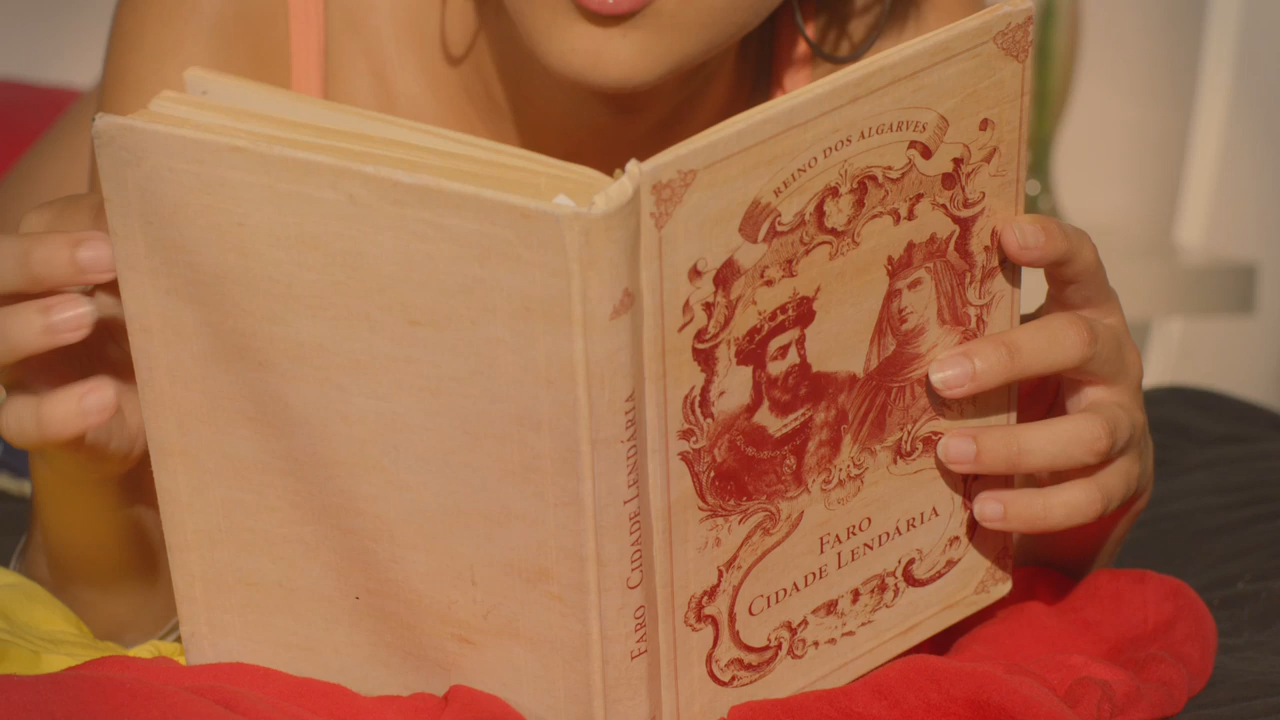 REINO DOS ALGARVES
FARO
CIDADE LENDÁRIA
FARO CIDADE LENDÁRIA